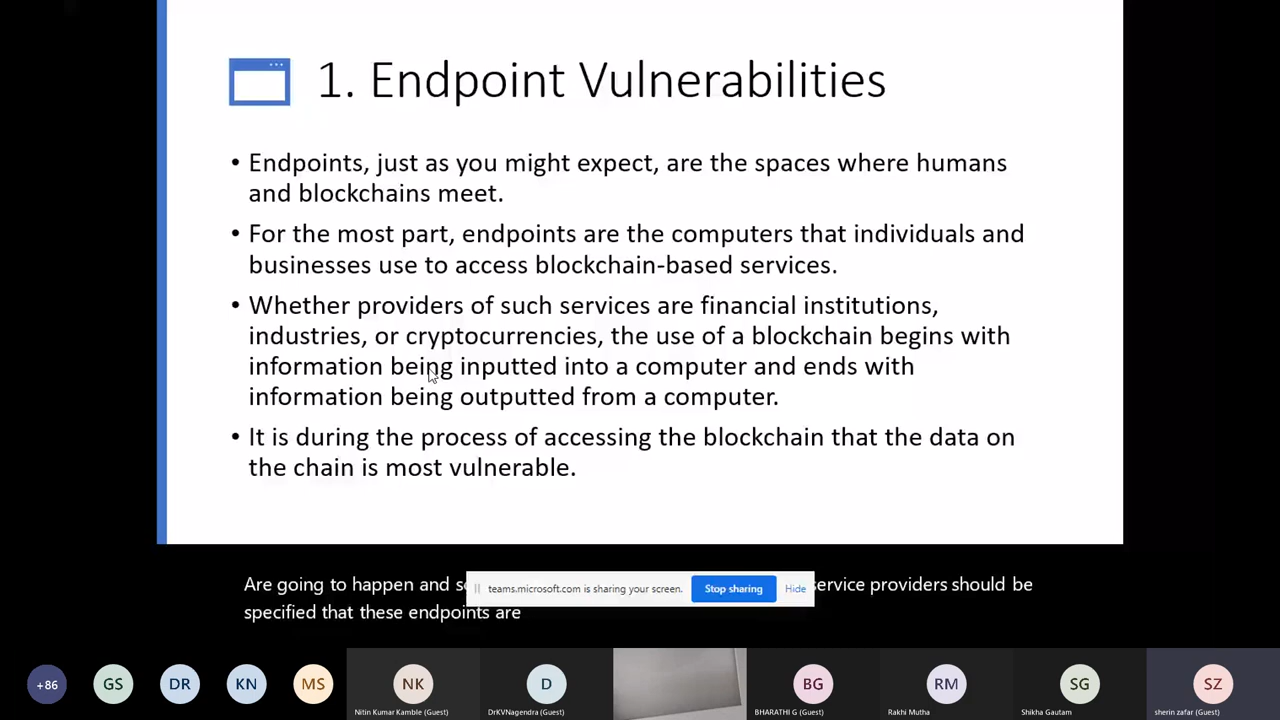 1. Endpoint Vulnerabilities
• Endpoints, just as you might expect, are the spaces where humans
and blockchains meet.
• For the most part, endpoints are the computers that individuals and
businesses use to access blockchain-based services.
• Whether providers of such services are financial institutions,
industries, or cryptocurrencies, the use of a blockchain begins with
information being inputted into a computer and ends with
information being outputted from a computer.
• It is during the process of accessing the blockchain that the data on
the chain is most vulnerable.
Are going to happen and service providers should be
teams.microsoft.com is sharing your screen. Stop sharing Hide
specified that these endpoints are
+86 GS DR KN MS NK D BG RM SG SZ
Nitin Kumar Kamble (Guest) DrKVNagendra (Guest) BHARATHI G (Guest) Rakhi Mutha Shikha Gautam sherin zafar (Guest)